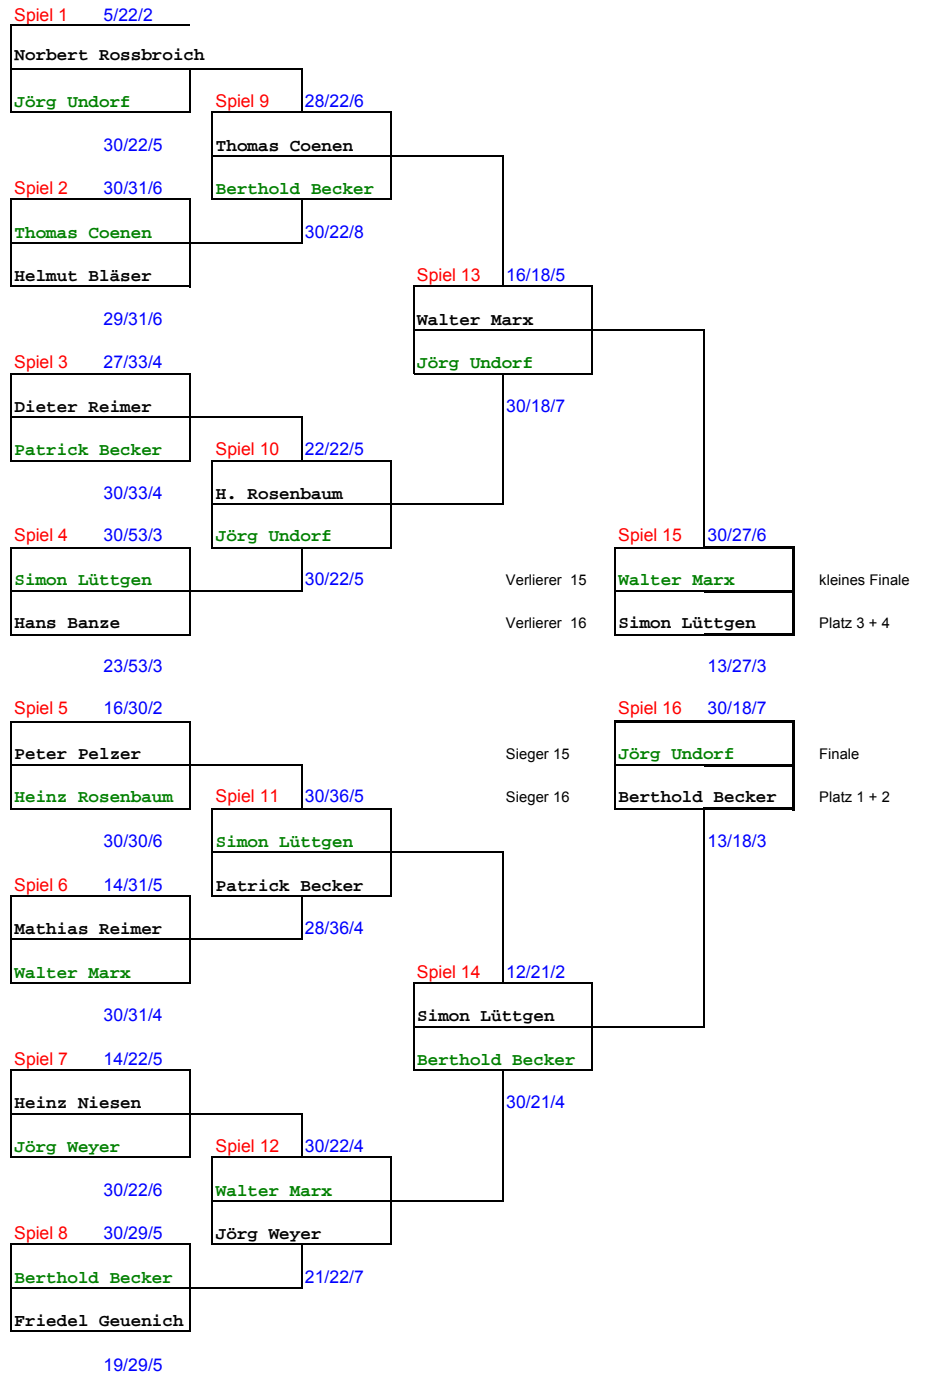 Spiel 1 5/22/2
Norbert Rossbroich
Jörg Undorf
Spiel 9 28/22/6
30/22/5
Thomas Coenen
Spiel 2 30/31/6
Berthold Becker
Thomas Coenen
30/22/8
Helmut Bläser
Spiel 13 16/18/5
29/31/6
Walter Marx
Spiel 3 27/33/4
Jörg Undorf
Dieter Reimer
30/18/7
Patrick Becker
Spiel 10 22/22/5
30/33/4
H. Rosenbaum
Spiel 4 30/53/3
Jörg Undorf
Spiel 15 30/27/6
Simon Lüttgen
30/22/5
Verlierer 15
Walter Marx
kleines Finale
Hans Banze
Verlierer 16
Simon Lüttgen
Platz 3 + 4
23/53/3
13/27/3
Spiel 5 16/30/2
Spiel 16 30/18/7
Peter Pelzer
Sieger 15
Jörg Undorf
Finale
Heinz Rosenbaum
Spiel 11 30/36/5
Sieger 16
Berthold Becker
Platz 1 + 2
30/30/6
Simon Lüttgen
13/18/3
Spiel 6 14/31/5
Patrick Becker
Mathias Reimer
28/36/4
Walter Marx
Spiel 14 12/21/2
30/31/4
Simon Lüttgen
Spiel 7 14/22/5
Berthold Becker
Heinz Niesen
30/21/4
Jörg Weyer
Spiel 12 30/22/4
30/22/6
Walter Marx
Spiel 8 30/29/5
Jörg Weyer
Berthold Becker
21/22/7
Friedel Geuenich
19/29/5